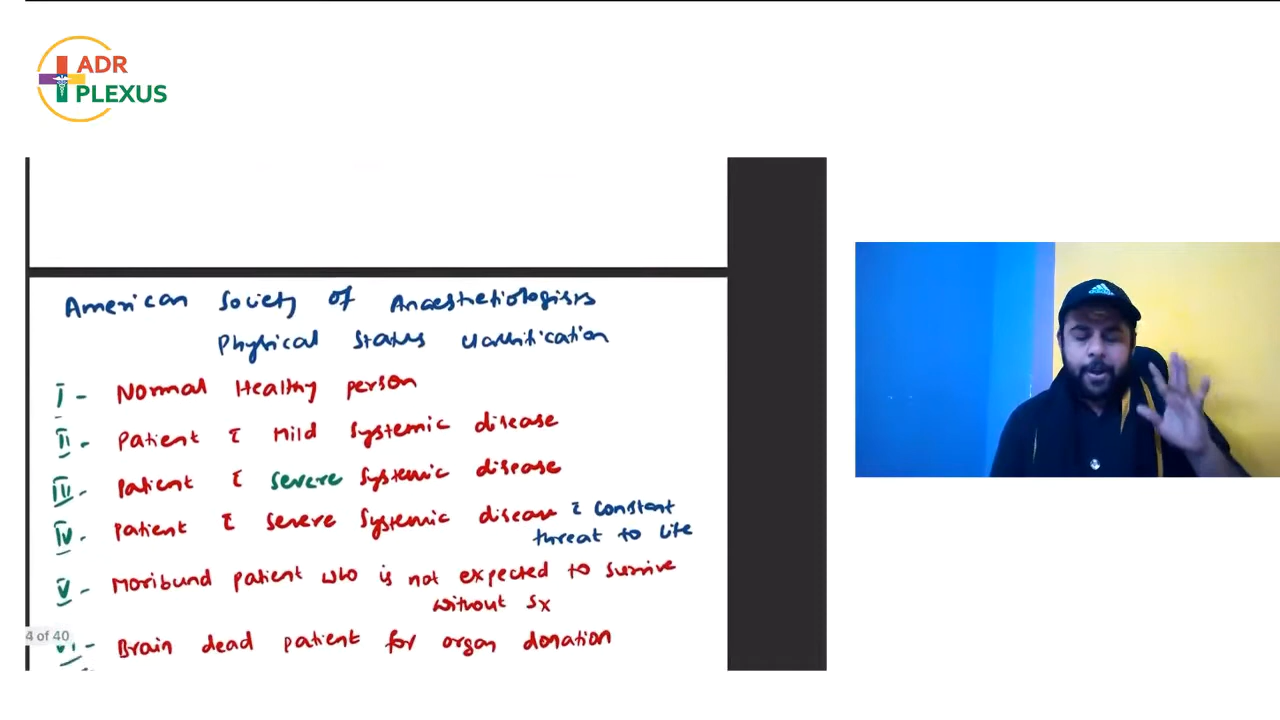 ADR
PLEXUS
American Society of Anaesthetiologists
Physical Status Classification
I - Normal Healthy person
II - Patient c Mild Systemic disease
III - Patient c severe Systemic disease
IV - Patient c severe Systemic disease c constant
threat to life
V - Moribund patient who is not expected to survive
without Sx
4 of 40
VI - Brain dead patient for organ donation
adidas